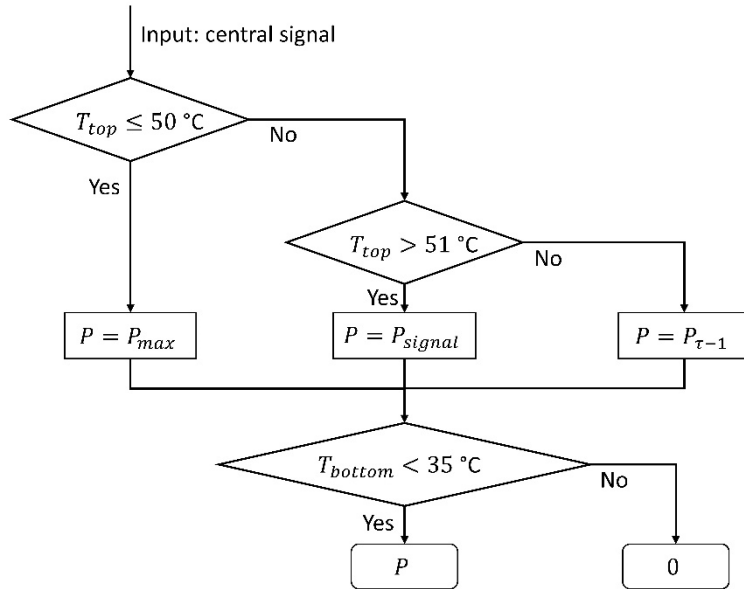 Input: central signal
T_top ≤ 50 °C
No
Yes
T_top > 51 °C
No
Yes
P = P_max
P = P_signal
P = P_τ−1
T_bottom < 35 °C
No
Yes
P
0